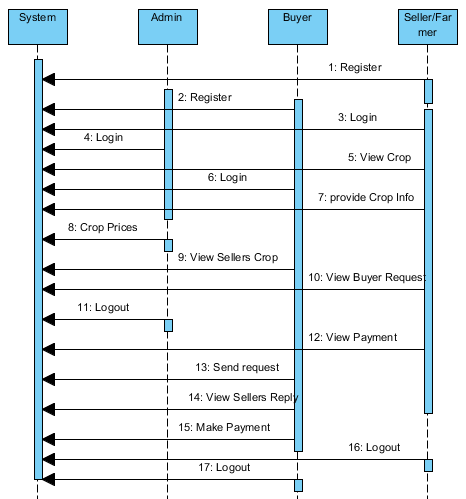 System
Admin
Buyer
Seller/Far
mer
1: Register
2: Register
3: Login
4: Login
5: View Crop
6: Login
7: provide Crop Info
8: Crop Prices
9: View Sellers Crop
10: View Buyer Request
11: Logout
12: View Payment
13: Send request
14: View Sellers Reply
15: Make Payment
16: Logout
17: Logout